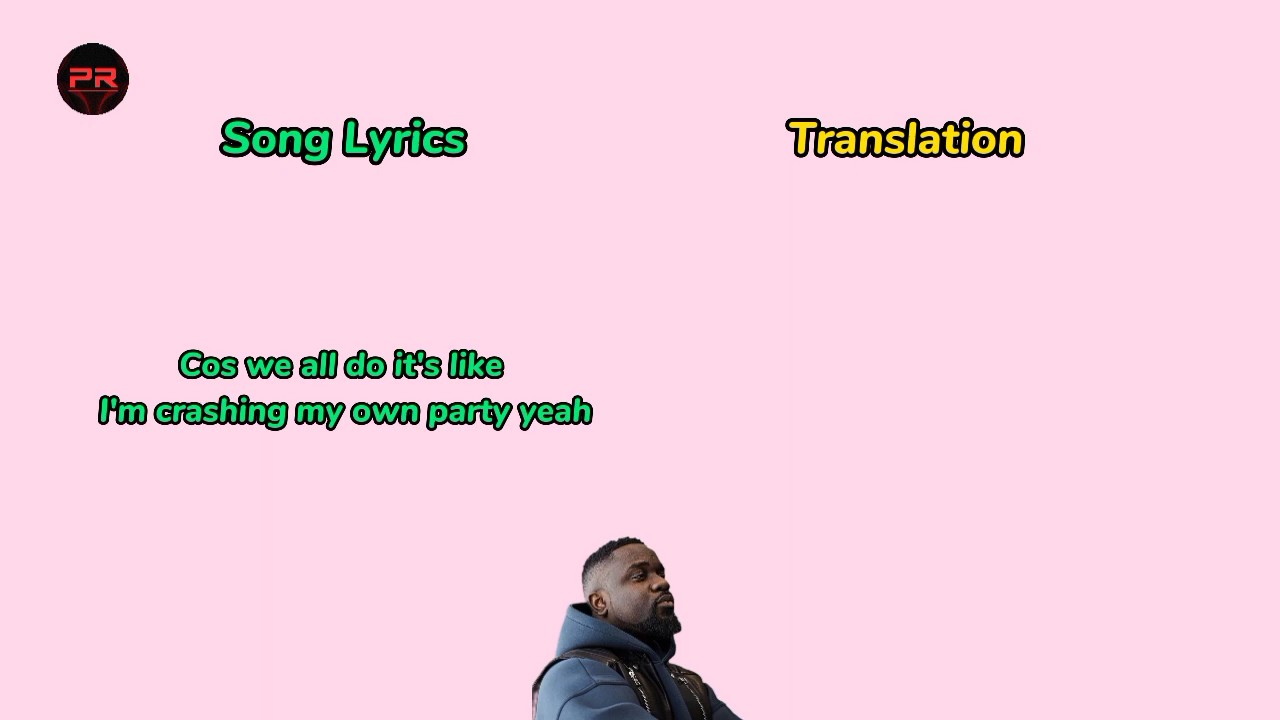 PR
Song Lyrics
Translation
Cos we all do it's like
I'm crashing my own party yeah